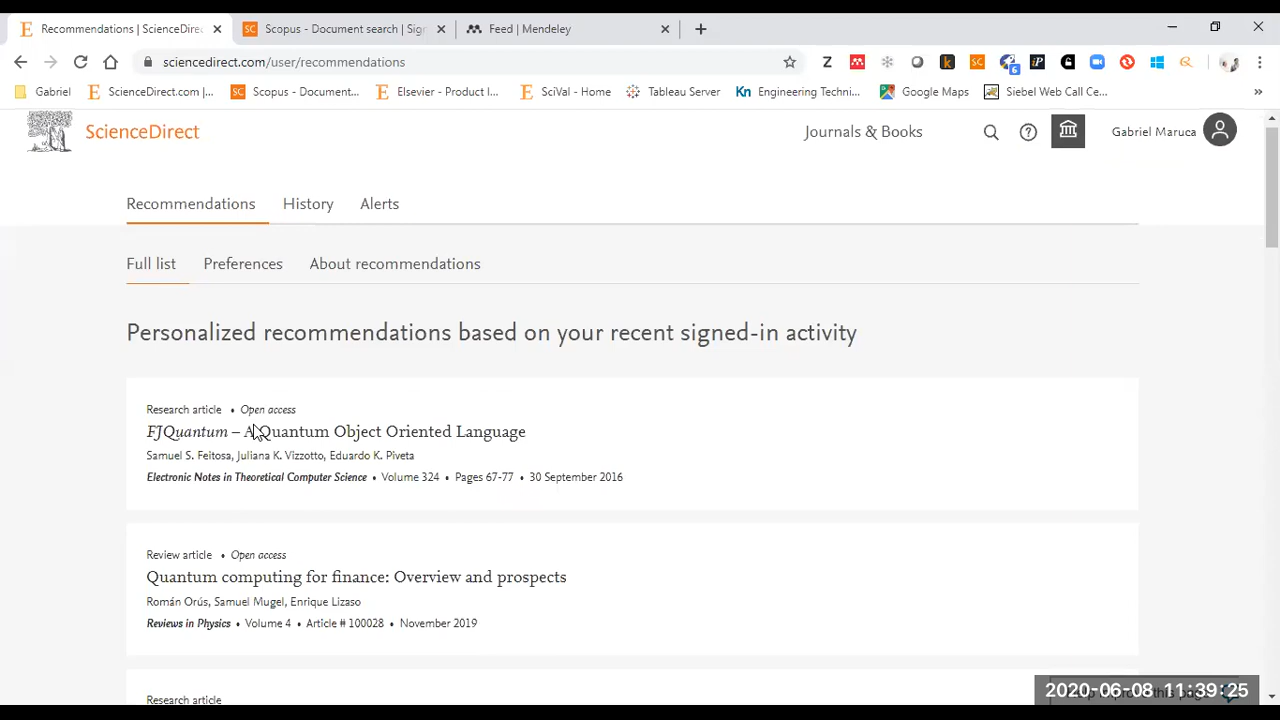 Recommendations | ScienceDirec
Scopus - Document search | Sig
Feed | Mendeley
sciencedirect.com/user/recommendations
Gabriel
ScienceDirect.com |...
Scopus - Document...
Elsevier - Product I...
SciVal - Home
Tableau Server
Kn Engineering Techni...
Google Maps
Siebel Web Call Ce...
ScienceDirect
Journals & Books
Gabriel Maruca
Recommendations
History
Alerts
Full list
Preferences
About recommendations
Personalized recommendations based on your recent signed-in activity
Research article • Open access
FJQuantum – A Quantum Object Oriented Language
Samuel S. Feitosa, Juliana K. Vizzotto, Eduardo K. Piveta
Electronic Notes in Theoretical Computer Science • Volume 324 • Pages 67-77 • 30 September 2016
Review article • Open access
Quantum computing for finance: Overview and prospects
Román Orús, Samuel Mugel, Enrique Lizaso
Reviews in Physics • Volume 4 • Article # 100028 • November 2019
Research article
2020-06-08 11:39:25